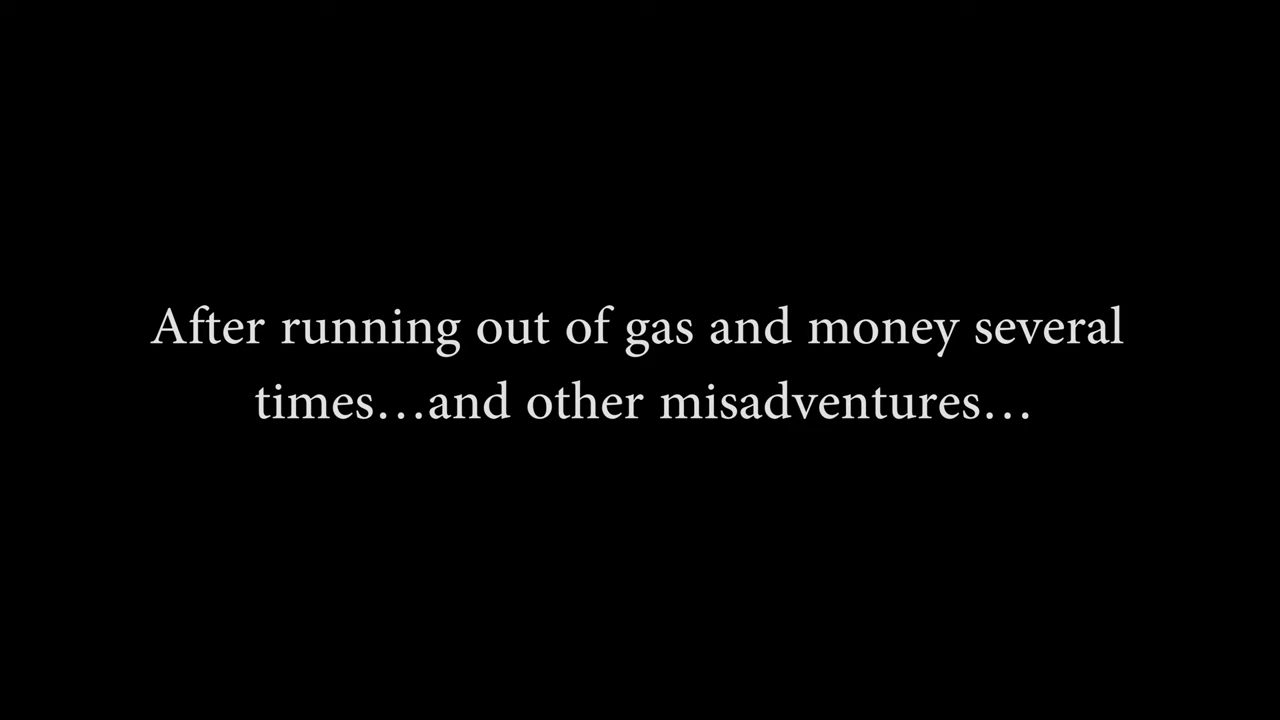 After running out of gas and money several
times…and other misadventures…